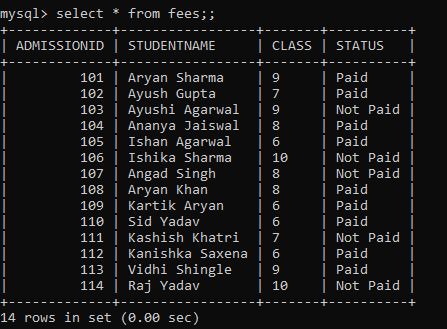 mysql> select * from fees;;
+-------------+-----------------+-------+----------+
| ADMISSIONID | STUDENTNAME     | CLASS | STATUS   |
+-------------+-----------------+-------+----------+
|         101 | Aryan Sharma    | 9     | Paid     |
|         102 | Ayush Gupta     | 7     | Paid     |
|         103 | Ayushi Agarwal  | 9     | Not Paid |
|         104 | Ananya Jaiswal  | 8     | Paid     |
|         105 | Ishan Agarwal   | 6     | Paid     |
|         106 | Ishika Sharma   | 10    | Not Paid |
|         107 | Angad Singh     | 8     | Not Paid |
|         108 | Aryan Khan      | 8     | Paid     |
|         109 | Kartik Aryan    | 6     | Paid     |
|         110 | Sid Yadav       | 6     | Paid     |
|         111 | Kashish Khatri  | 7     | Not Paid |
|         112 | Kanishka Saxena | 6     | Paid     |
|         113 | Vidhi Shingle   | 9     | Paid     |
|         114 | Raj Yadav       | 10    | Not Paid |
+-------------+-----------------+-------+----------+
14 rows in set (0.00 sec)